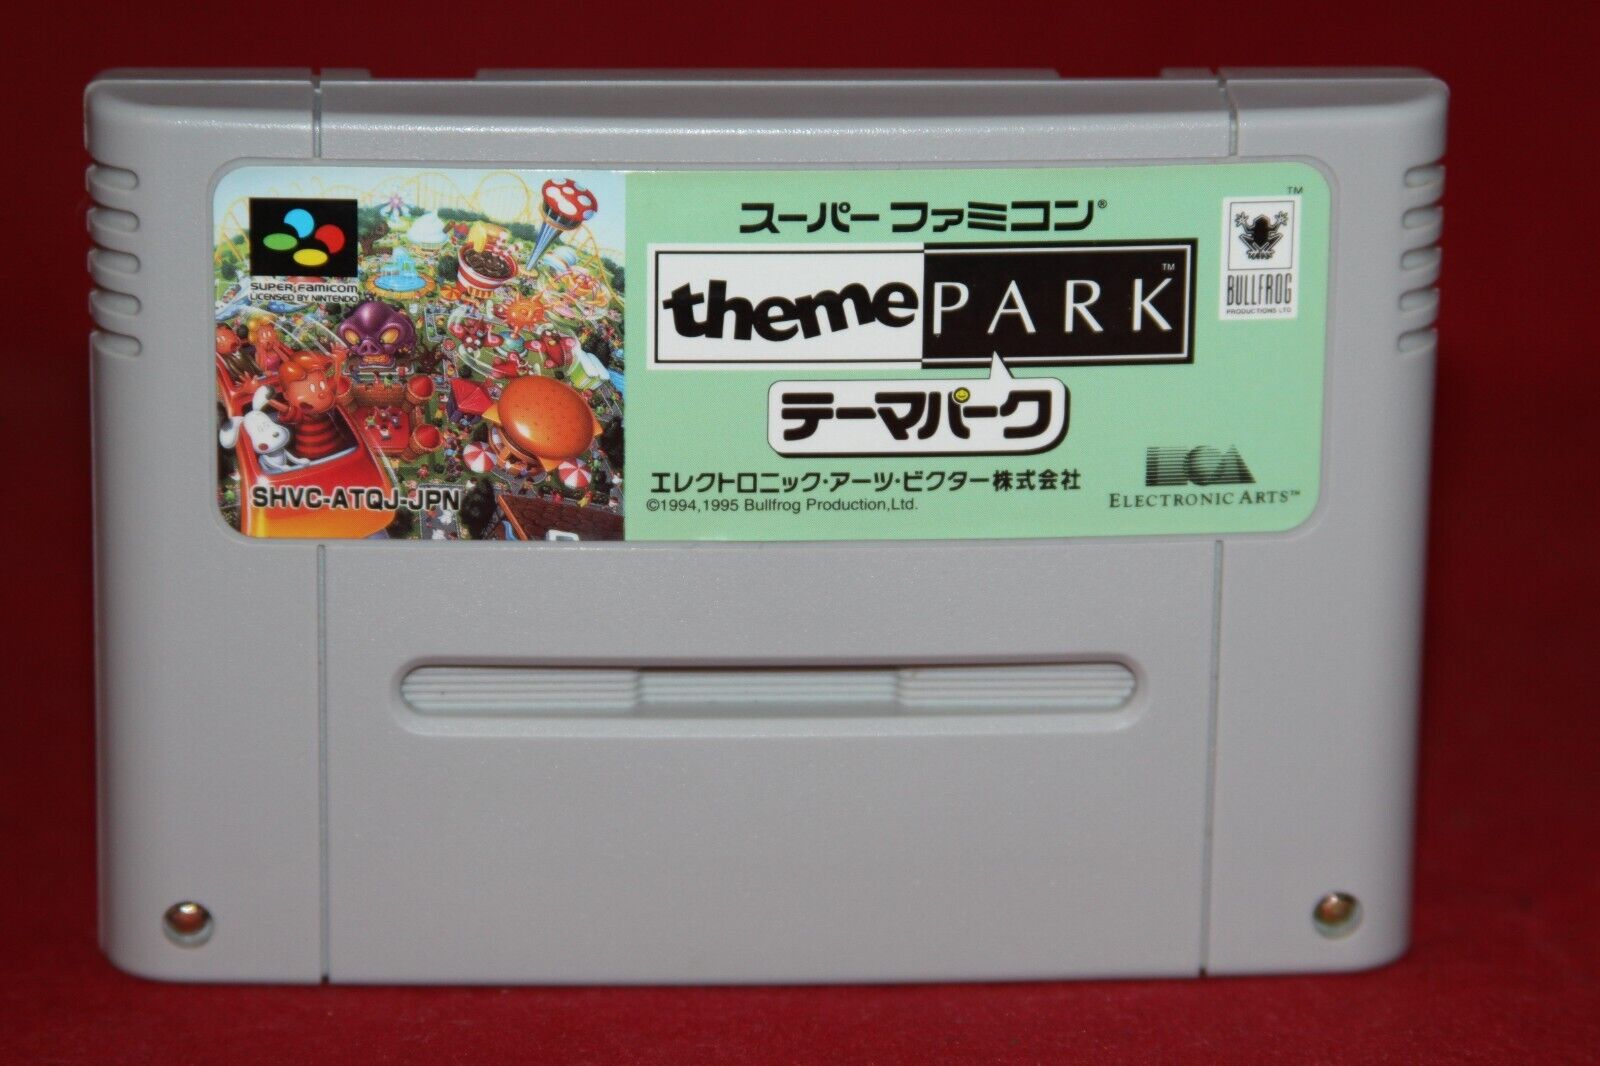 SUPER FAMICOM
LICENSED BY NINTENDO
SHVC-ATQJ-JPN
スーパーファミコン®
theme PARK™
テーマパーク
エレクトロニック・アーツ・ビクター株式会社
©1994,1995 Bullfrog Production,Ltd.
™
BULLFROG
PRODUCTIONS LTD
ELECTRONIC ARTS™